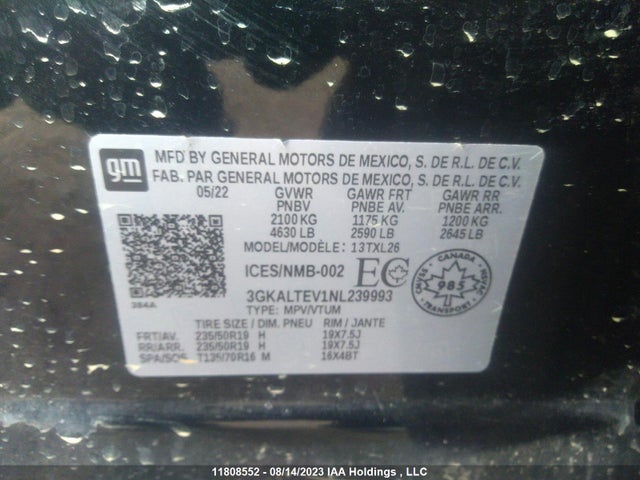 gm
MFD BY GENERAL MOTORS DE MEXICO, S. DE R.L. DE C.V.
FAB. PAR GENERAL MOTORS DE MEXICO, S. DE R.L. DE C.V.
05/22 GVWR GAWR FRT GAWR RR
PNBV PNBE AV. PNBE ARR.
2100 KG 1175 KG 1200 KG
4630 LB 2590 LB 2645 LB
MODEL/MODÈLE: 13TXL26
ICES/NMB-002 EC
CANADA
985
TRANSPORT
3GKALTEV1NL239993
384A
TYPE: MPV/VTUM
TIRE SIZE / DIM. PNEU RIM / JANTE
FRT/AV. 235/50R19 H 19X7.5J
RR/ARR. 235/50R19 H 19X7.5J
SPA/SOS T135/70R16 M 16X4BT
11808552 - 08/14/2023 IAA Holdings , LLC